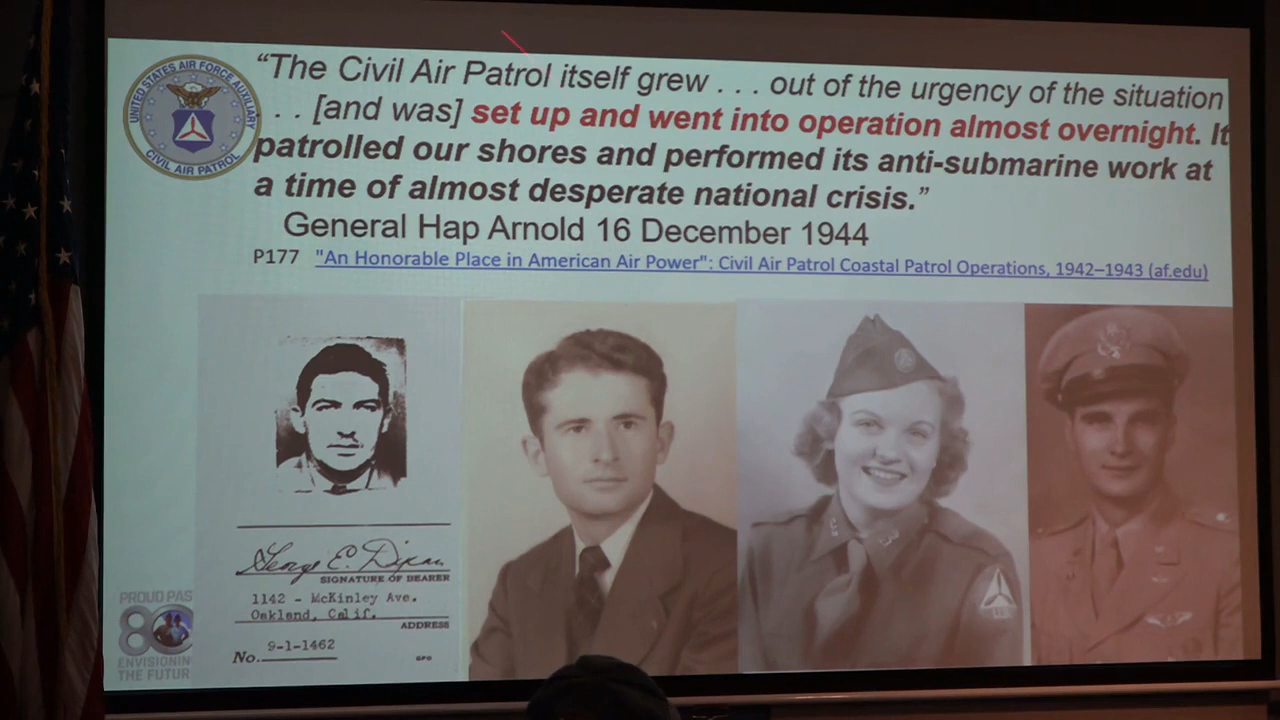 UNITED STATES AIR FORCE AUXILIARY
CIVIL AIR PATROL
“The Civil Air Patrol itself grew . . . out of the urgency of the situation
. . [and was] set up and went into operation almost overnight. It
patrolled our shores and performed its anti-submarine work at
a time of almost desperate national crisis.”
General Hap Arnold 16 December 1944
P177 "An Honorable Place in American Air Power": Civil Air Patrol Coastal Patrol Operations, 1942–1943 (af.edu)
George E. Dixon
SIGNATURE OF BEARER
1142 - McKinley Ave.
Oakland, Calif.
ADDRESS
No. 9-1-1462
GPO
PROUD PAS
80
ENVISIONIN
THE FUTUR